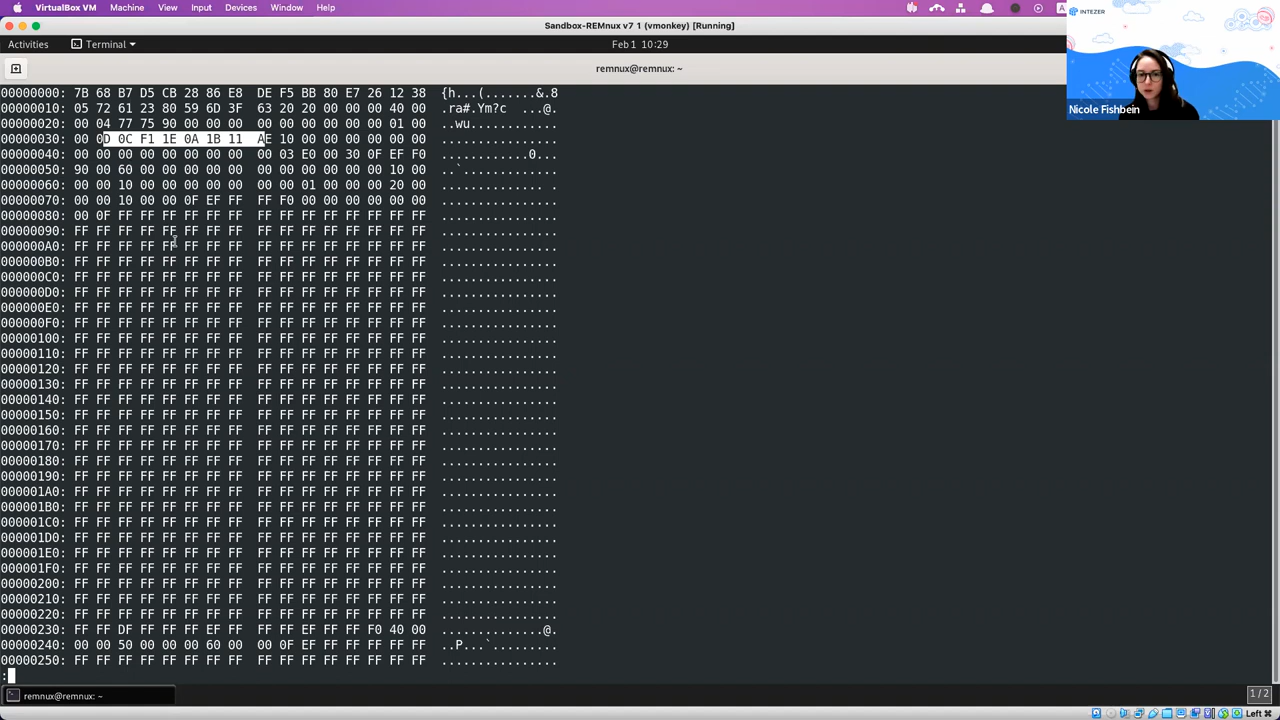 VirtualBox VM Machine View Input Devices Window Help
Sandbox-REMnux v7 1 (vmonkey) [Running]
Activities Terminal Feb 1 10:29
remnux@remnux: ~
INTEZER
Nicole Fishbein
00000000: 7B 68 B7 D5 CB 28 86 E8 DE F5 BB 80 E7 26 12 38 {h...(.......&.8
00000010: 05 72 61 23 80 59 6D 3F 63 20 20 00 00 00 40 00 .ra#.Ym?c ...@.
00000020: 00 04 77 75 90 00 00 00 00 00 00 00 00 00 01 00 ..wu............
00000030: 00 0D 0C F1 1E 0A 1B 11 AE 10 00 00 00 00 00 00 ................
00000040: 00 00 00 00 00 00 00 00 00 03 E0 00 30 0F EF F0 ............0...
00000050: 90 00 60 00 00 00 00 00 00 00 00 00 00 00 10 00 ..`.............
00000060: 00 00 10 00 00 00 00 00 00 00 01 00 00 00 20 00 .............. .
00000070: 00 00 10 00 00 0F EF FF FF F0 00 00 00 00 00 00 ................
00000080: 00 0F FF FF FF FF FF FF FF FF FF FF FF FF FF FF ................
00000090: FF FF FF FF FF FF FF FF FF FF FF FF FF FF FF FF ................
000000A0: FF FF FF FF FF FF FF FF FF FF FF FF FF FF FF FF ................
000000B0: FF FF FF FF FF FF FF FF FF FF FF FF FF FF FF FF ................
000000C0: FF FF FF FF FF FF FF FF FF FF FF FF FF FF FF FF ................
000000D0: FF FF FF FF FF FF FF FF FF FF FF FF FF FF FF FF ................
000000E0: FF FF FF FF FF FF FF FF FF FF FF FF FF FF FF FF ................
000000F0: FF FF FF FF FF FF FF FF FF FF FF FF FF FF FF FF ................
00000100: FF FF FF FF FF FF FF FF FF FF FF FF FF FF FF FF ................
00000110: FF FF FF FF FF FF FF FF FF FF FF FF FF FF FF FF ................
00000120: FF FF FF FF FF FF FF FF FF FF FF FF FF FF FF FF ................
00000130: FF FF FF FF FF FF FF FF FF FF FF FF FF FF FF FF ................
00000140: FF FF FF FF FF FF FF FF FF FF FF FF FF FF FF FF ................
00000150: FF FF FF FF FF FF FF FF FF FF FF FF FF FF FF FF ................
00000160: FF FF FF FF FF FF FF FF FF FF FF FF FF FF FF FF ................
00000170: FF FF FF FF FF FF FF FF FF FF FF FF FF FF FF FF ................
00000180: FF FF FF FF FF FF FF FF FF FF FF FF FF FF FF FF ................
00000190: FF FF FF FF FF FF FF FF FF FF FF FF FF FF FF FF ................
000001A0: FF FF FF FF FF FF FF FF FF FF FF FF FF FF FF FF ................
000001B0: FF FF FF FF FF FF FF FF FF FF FF FF FF FF FF FF ................
000001C0: FF FF FF FF FF FF FF FF FF FF FF FF FF FF FF FF ................
000001D0: FF FF FF FF FF FF FF FF FF FF FF FF FF FF FF FF ................
000001E0: FF FF FF FF FF FF FF FF FF FF FF FF FF FF FF FF ................
000001F0: FF FF FF FF FF FF FF FF FF FF FF FF FF FF FF FF ................
00000200: FF FF FF FF FF FF FF FF FF FF FF FF FF FF FF FF ................
00000210: FF FF FF FF FF FF FF FF FF FF FF FF FF FF FF FF ................
00000220: FF FF FF FF FF FF FF FF FF FF FF FF FF FF FF FF ................
00000230: FF FF DF FF FF FF EF FF FF FF EF FF FF F0 40 00 ..............@.
00000240: 00 00 50 00 00 00 60 00 00 0F EF FF FF FF FF FF ..P...`.........
00000250: FF FF FF FF FF FF FF FF FF FF FF FF FF FF FF FF ................
:
remnux@remnux: ~ 1 / 2
Left ⌘